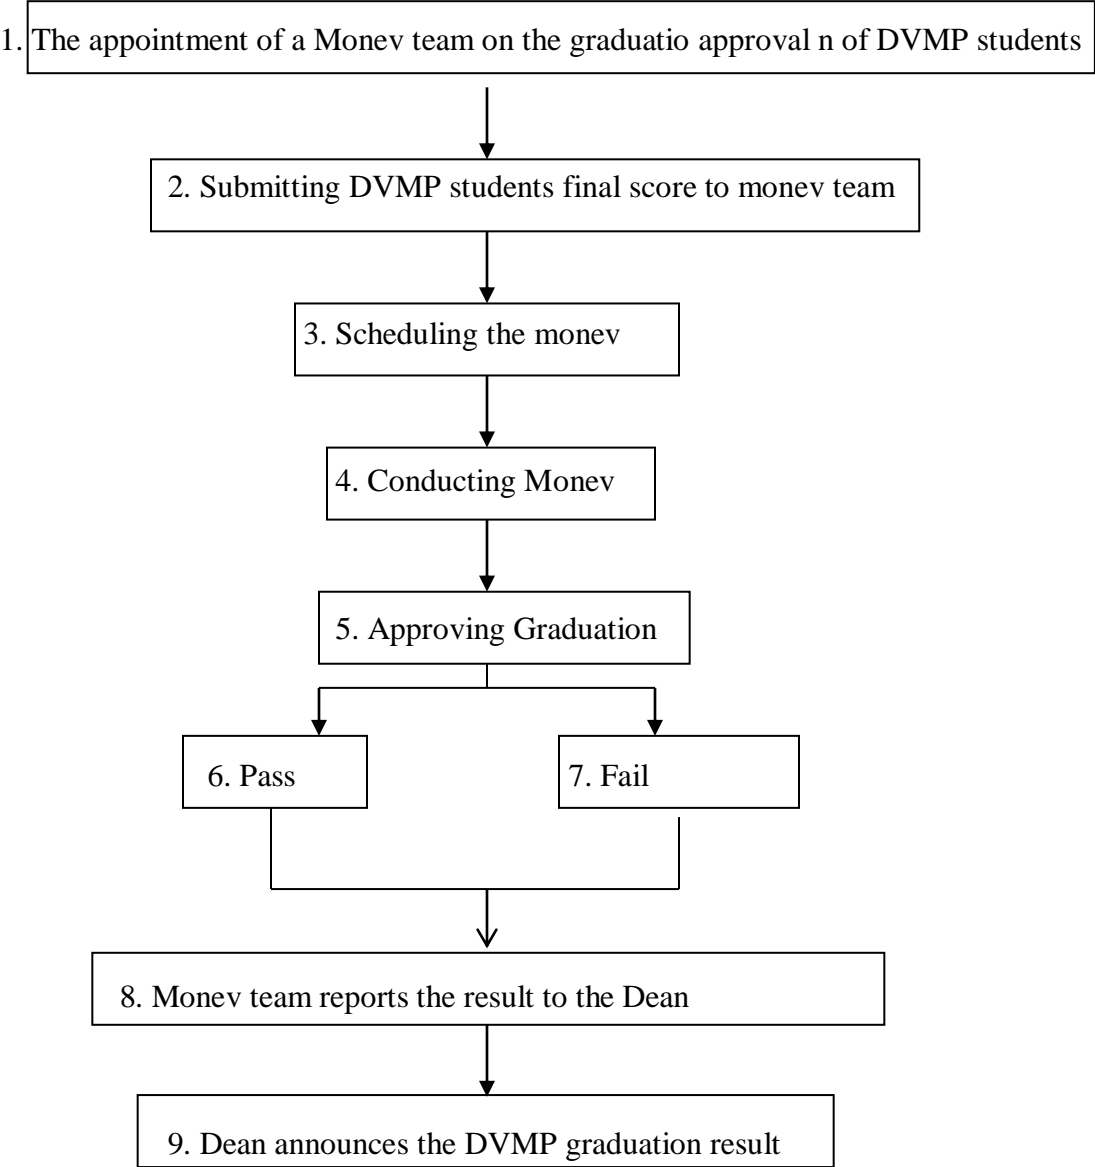 1. The appointment of a Monev team on the graduatio approval n of DVMP students
2. Submitting DVMP students final score to monev team
3. Scheduling the monev
4. Conducting Monev
5. Approving Graduation
6. Pass
7. Fail
8. Monev team reports the result to the Dean
9. Dean announces the DVMP graduation result